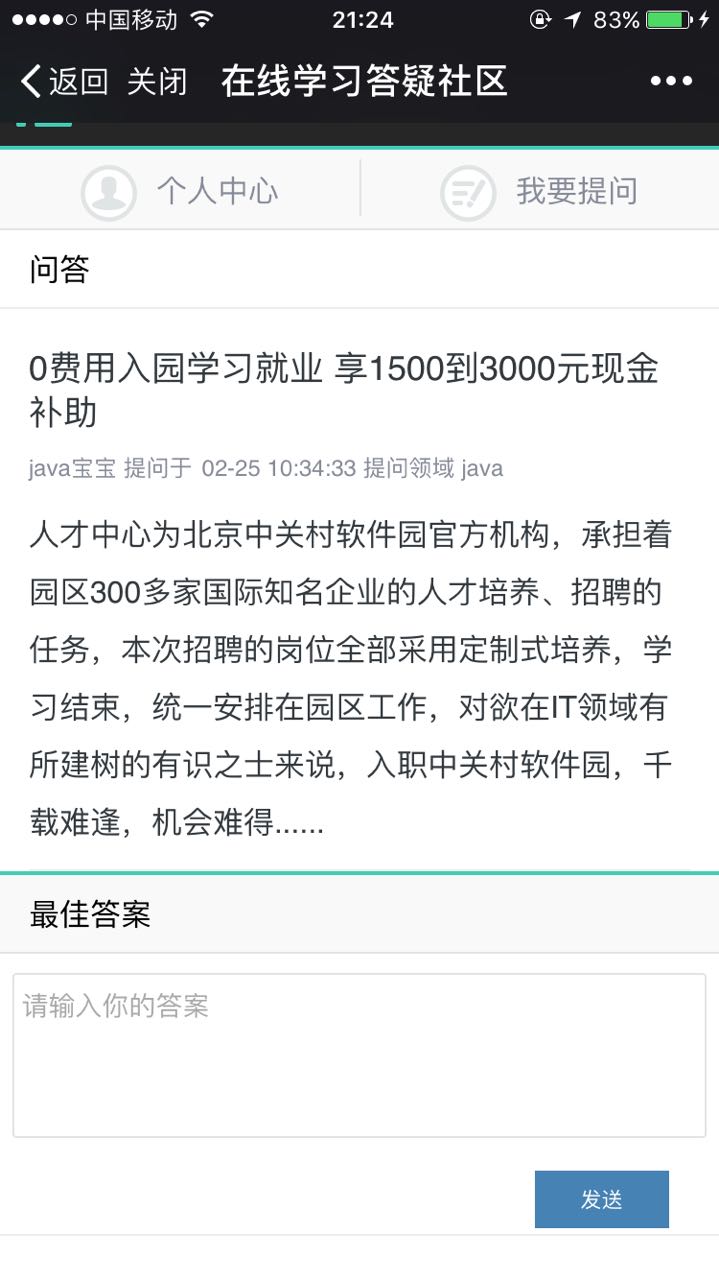 中国移动 21:24 83%
返回 关闭 在线学习答疑社区
个人中心 我要提问
问答
0费用入园学习就业 享1500到3000元现金
补助
java宝宝 提问于 02-25 10:34:33 提问领域 java
人才中心为北京中关村软件园官方机构，承担着
园区300多家国际知名企业的人才培养、招聘的
任务，本次招聘的岗位全部采用定制式培养，学
习结束，统一安排在园区工作，对欲在IT领域有
所建树的有识之士来说，入职中关村软件园，千
载难逢，机会难得......
最佳答案
请输入你的答案
发送